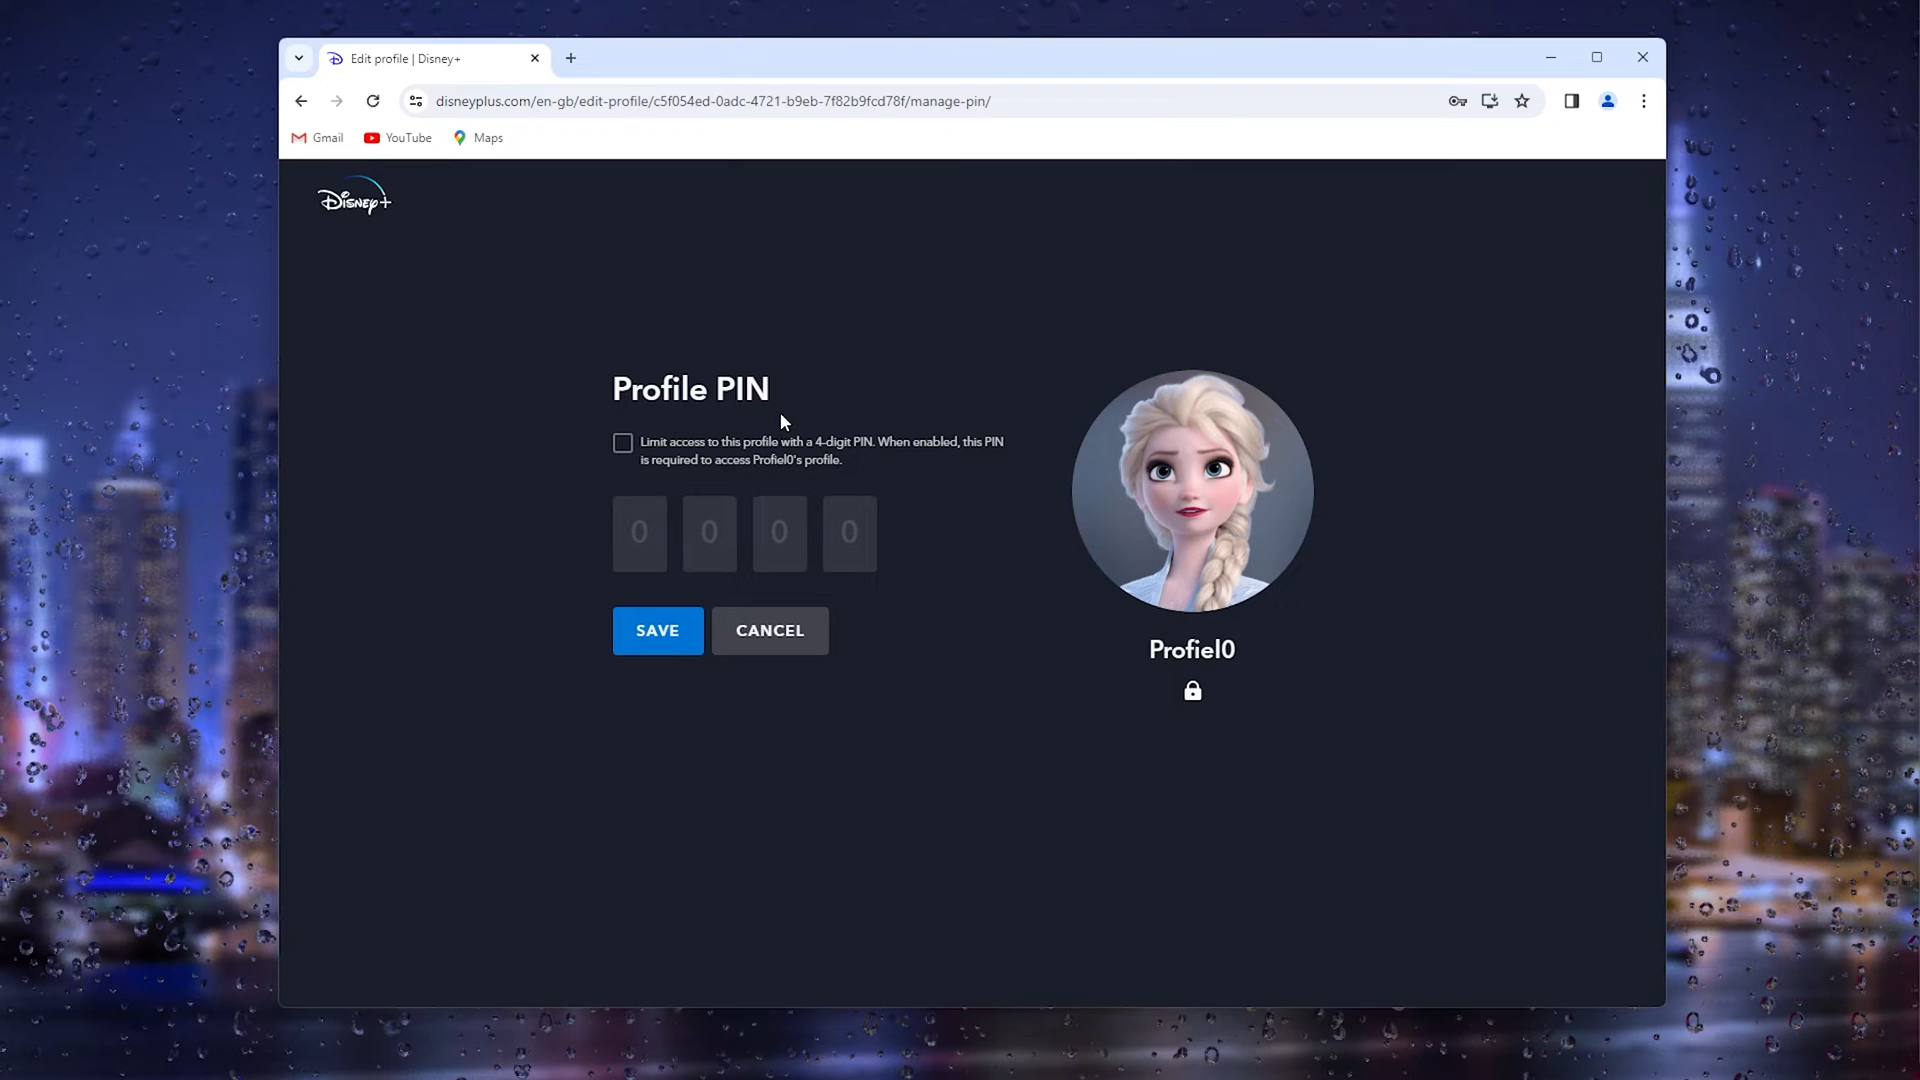 Edit profile | Disney+
disneyplus.com/en-gb/edit-profile/c5f054ed-0adc-4721-b9eb-7f82b9fcd78f/manage-pin/
Gmail YouTube Maps
Disney+
Profile PIN
Limit access to this profile with a 4-digit PIN. When enabled, this PIN
is required to access Profiel0's profile.
0 0 0 0
SAVE CANCEL
Profiel0